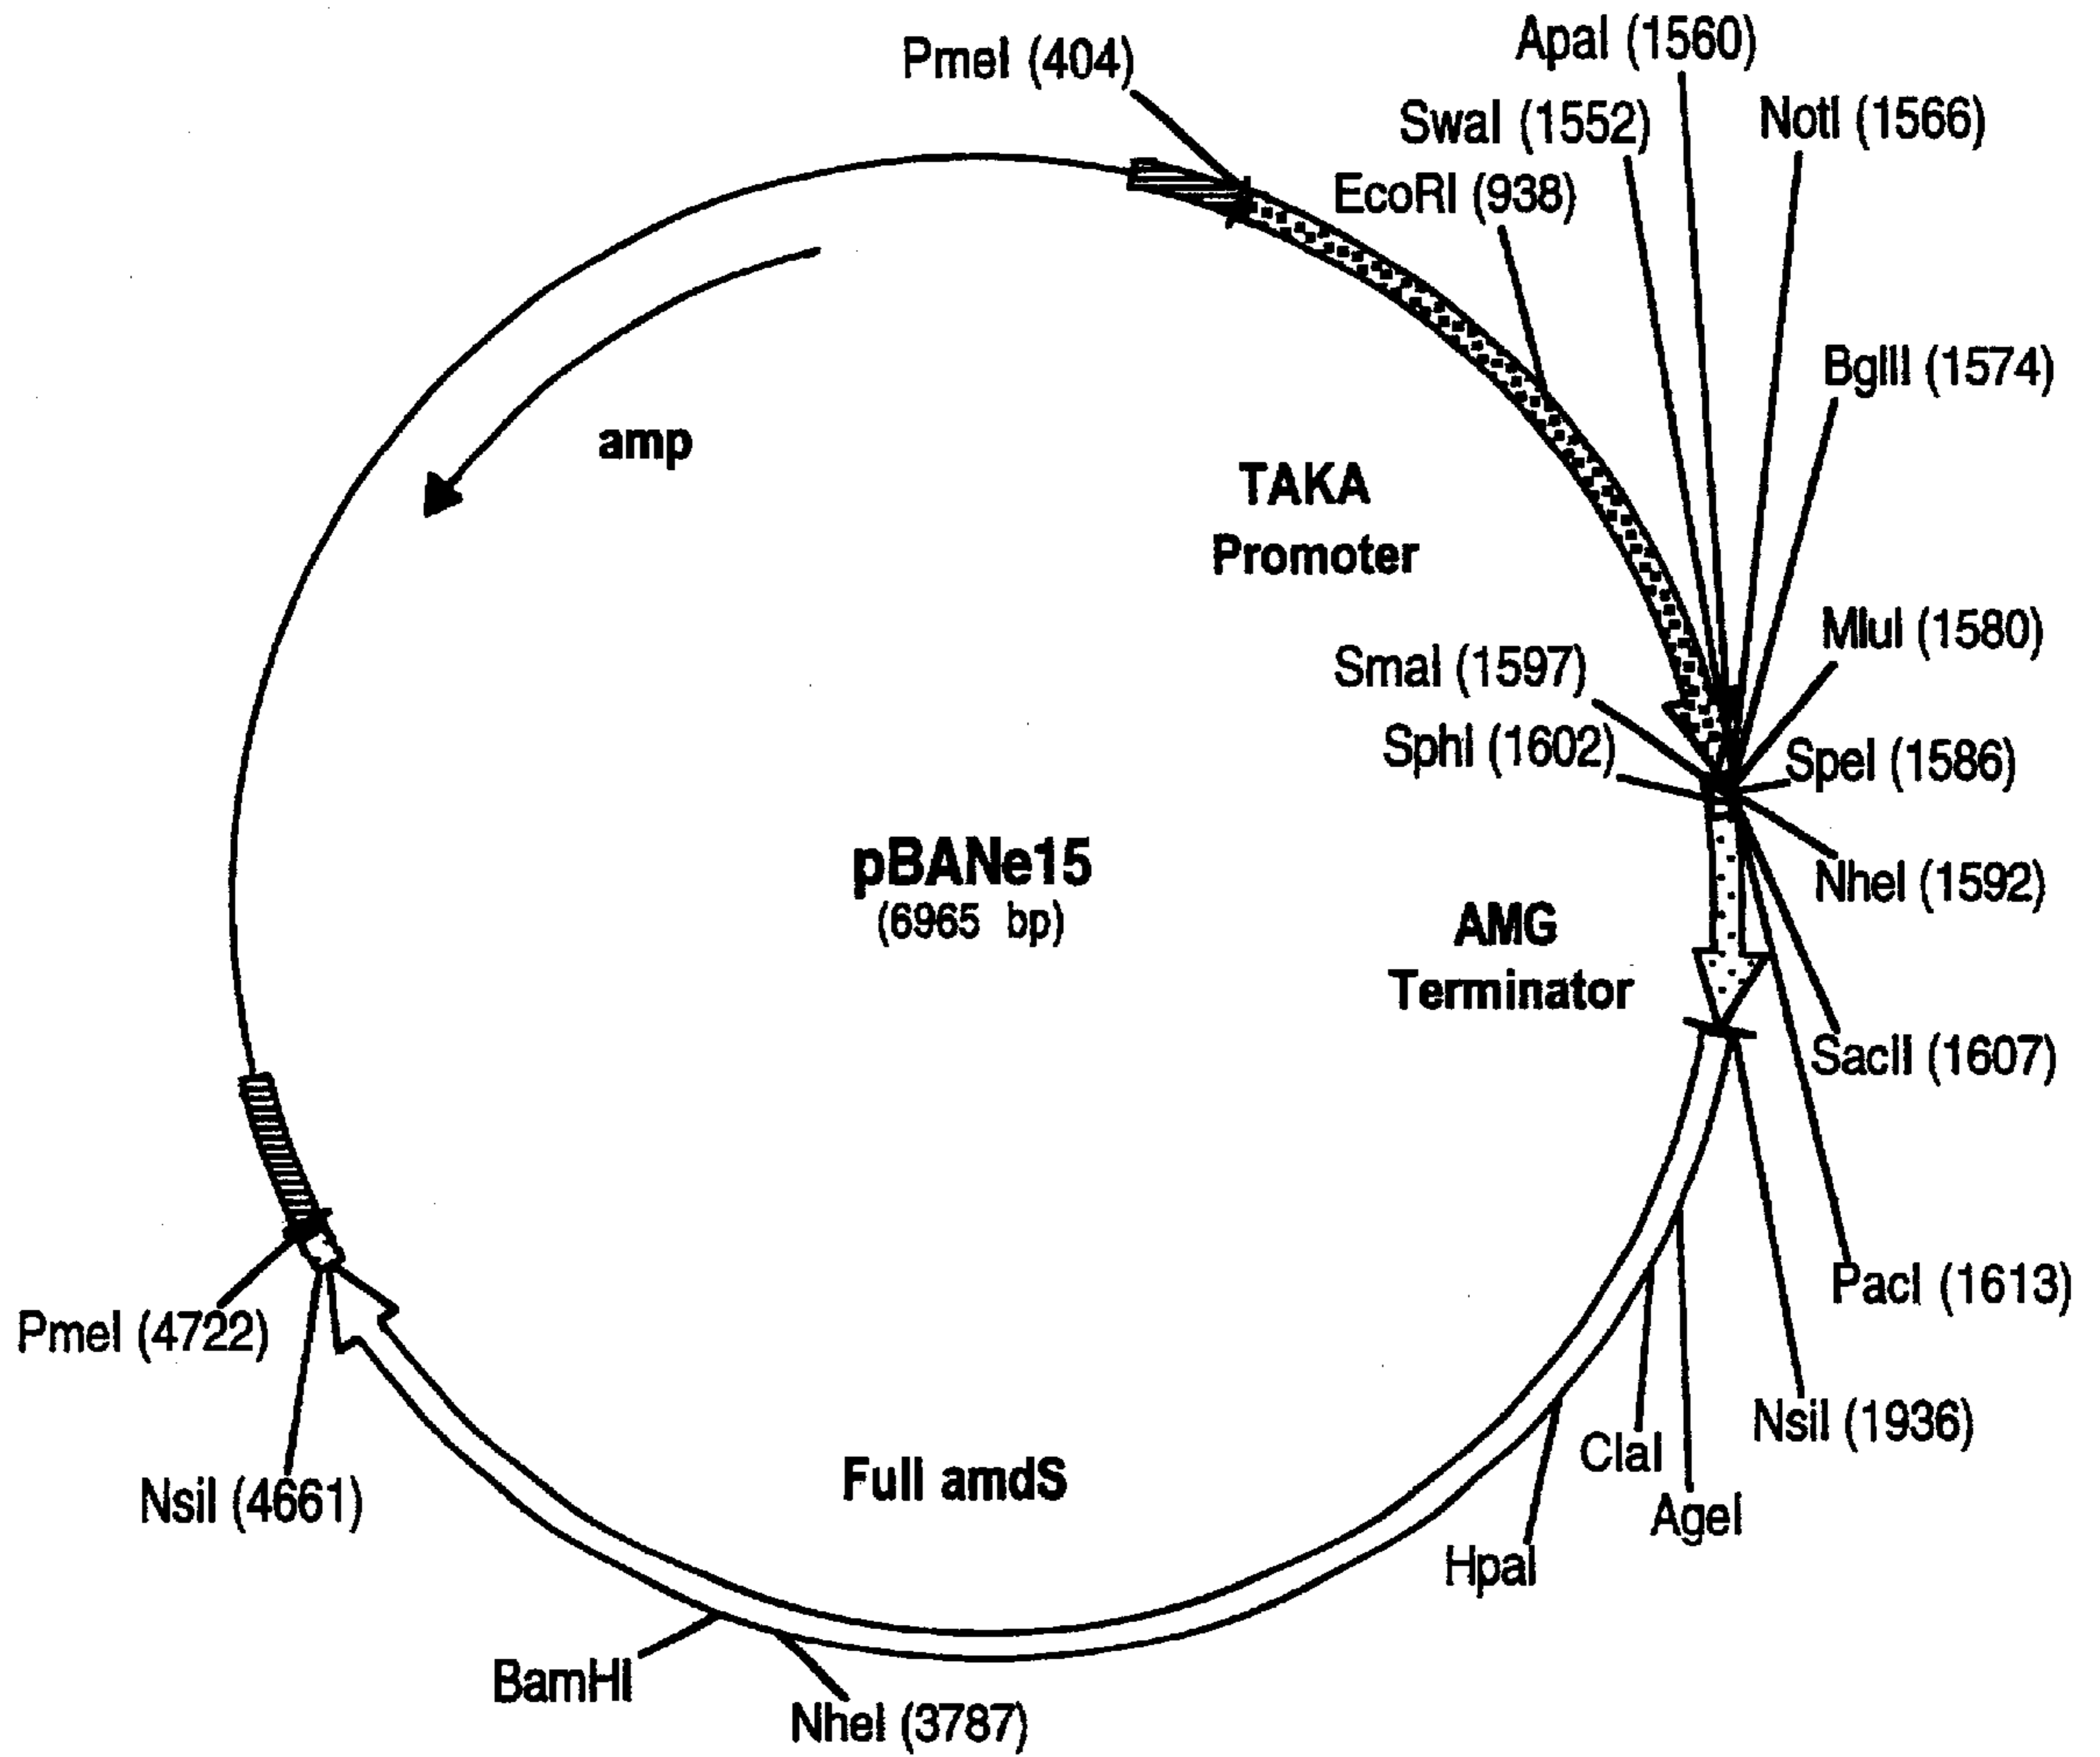 PmeI (404)
ApaI (1560)
SwaI (1552)
NotI (1566)
EcoRI (938)
BglII (1574)
amp
TAKA
Promoter
MluI (1580)
SmaI (1597)
SphI (1602)
SpeI (1586)
pBANe15
(6965 bp)
NheI (1592)
AMG
Terminator
SacII (1607)
PacI (1613)
PmeI (4722)
NsiI (1936)
ClaI
NsiI (4661)
Full amdS
AgeI
HpaI
BamHI
NheI (3787)